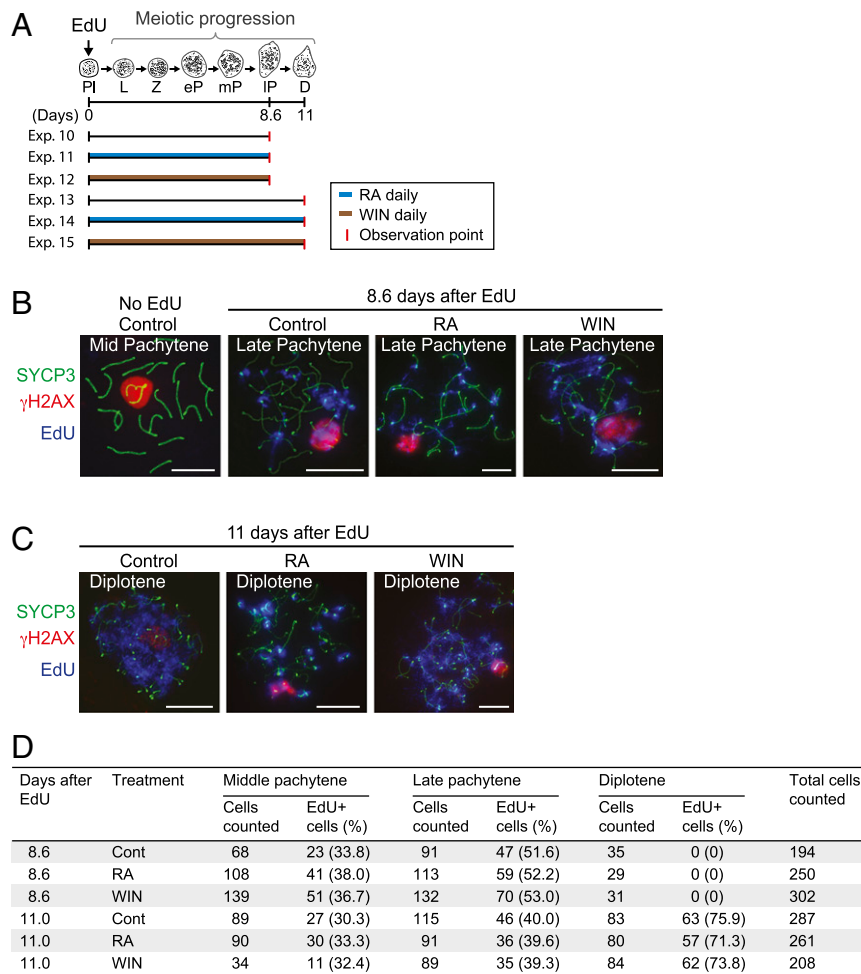 A
EdU
Meiotic progression
Pl L Z eP mP lP D
(Days) 0 8.6 11
Exp. 10
Exp. 11
Exp. 12
Exp. 13
Exp. 14
Exp. 15
RA daily
WIN daily
Observation point
B
No EdU
Control
8.6 days after EdU
Control RA WIN
Mid Pachytene Late Pachytene Late Pachytene Late Pachytene
SYCP3
γH2AX
EdU
C
11 days after EdU
Control RA WIN
Diplotene Diplotene Diplotene
SYCP3
γH2AX
EdU
D
Days after EdU Treatment Middle pachytene Late pachytene Diplotene Total cells counted
Cells counted EdU+ cells (%) Cells counted EdU+ cells (%) Cells counted EdU+ cells (%)
8.6 Cont 68 23 (33.8) 91 47 (51.6) 35 0 (0) 194
8.6 RA 108 41 (38.0) 113 59 (52.2) 29 0 (0) 250
8.6 WIN 139 51 (36.7) 132 70 (53.0) 31 0 (0) 302
11.0 Cont 89 27 (30.3) 115 46 (40.0) 83 63 (75.9) 287
11.0 RA 90 30 (33.3) 91 36 (39.6) 80 57 (71.3) 261
11.0 WIN 34 11 (32.4) 89 35 (39.3) 84 62 (73.8) 208